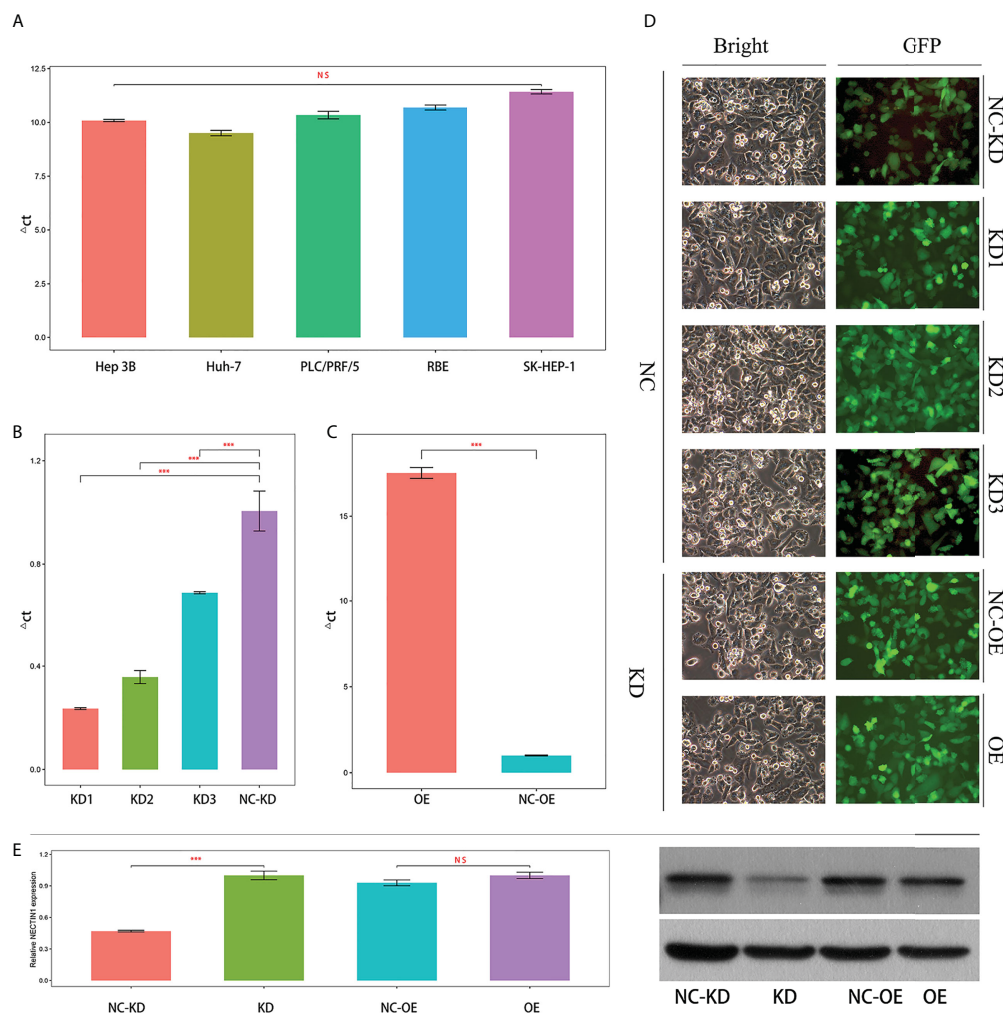 A
12.5
10.0
7.5
5.0
2.5
0.0
△ct
NS
Hep 3B Huh-7 PLC/PRF/5 RBE SK-HEP-1
B
1.2
0.8
0.4
0.0
△ct
***
***
***
KD1 KD2 KD3 NC-KD
C
15
10
5
0
△ct
***
OE NC-OE
D
Bright GFP
NC
KD
NC-KD
KD1
KD2
KD3
NC-OE
OE
E
1.2
0.9
0.6
0.3
0.0
Relative NECTIN1 expression
***
NS
NC-KD KD NC-OE OE
NC-KD KD NC-OE OE